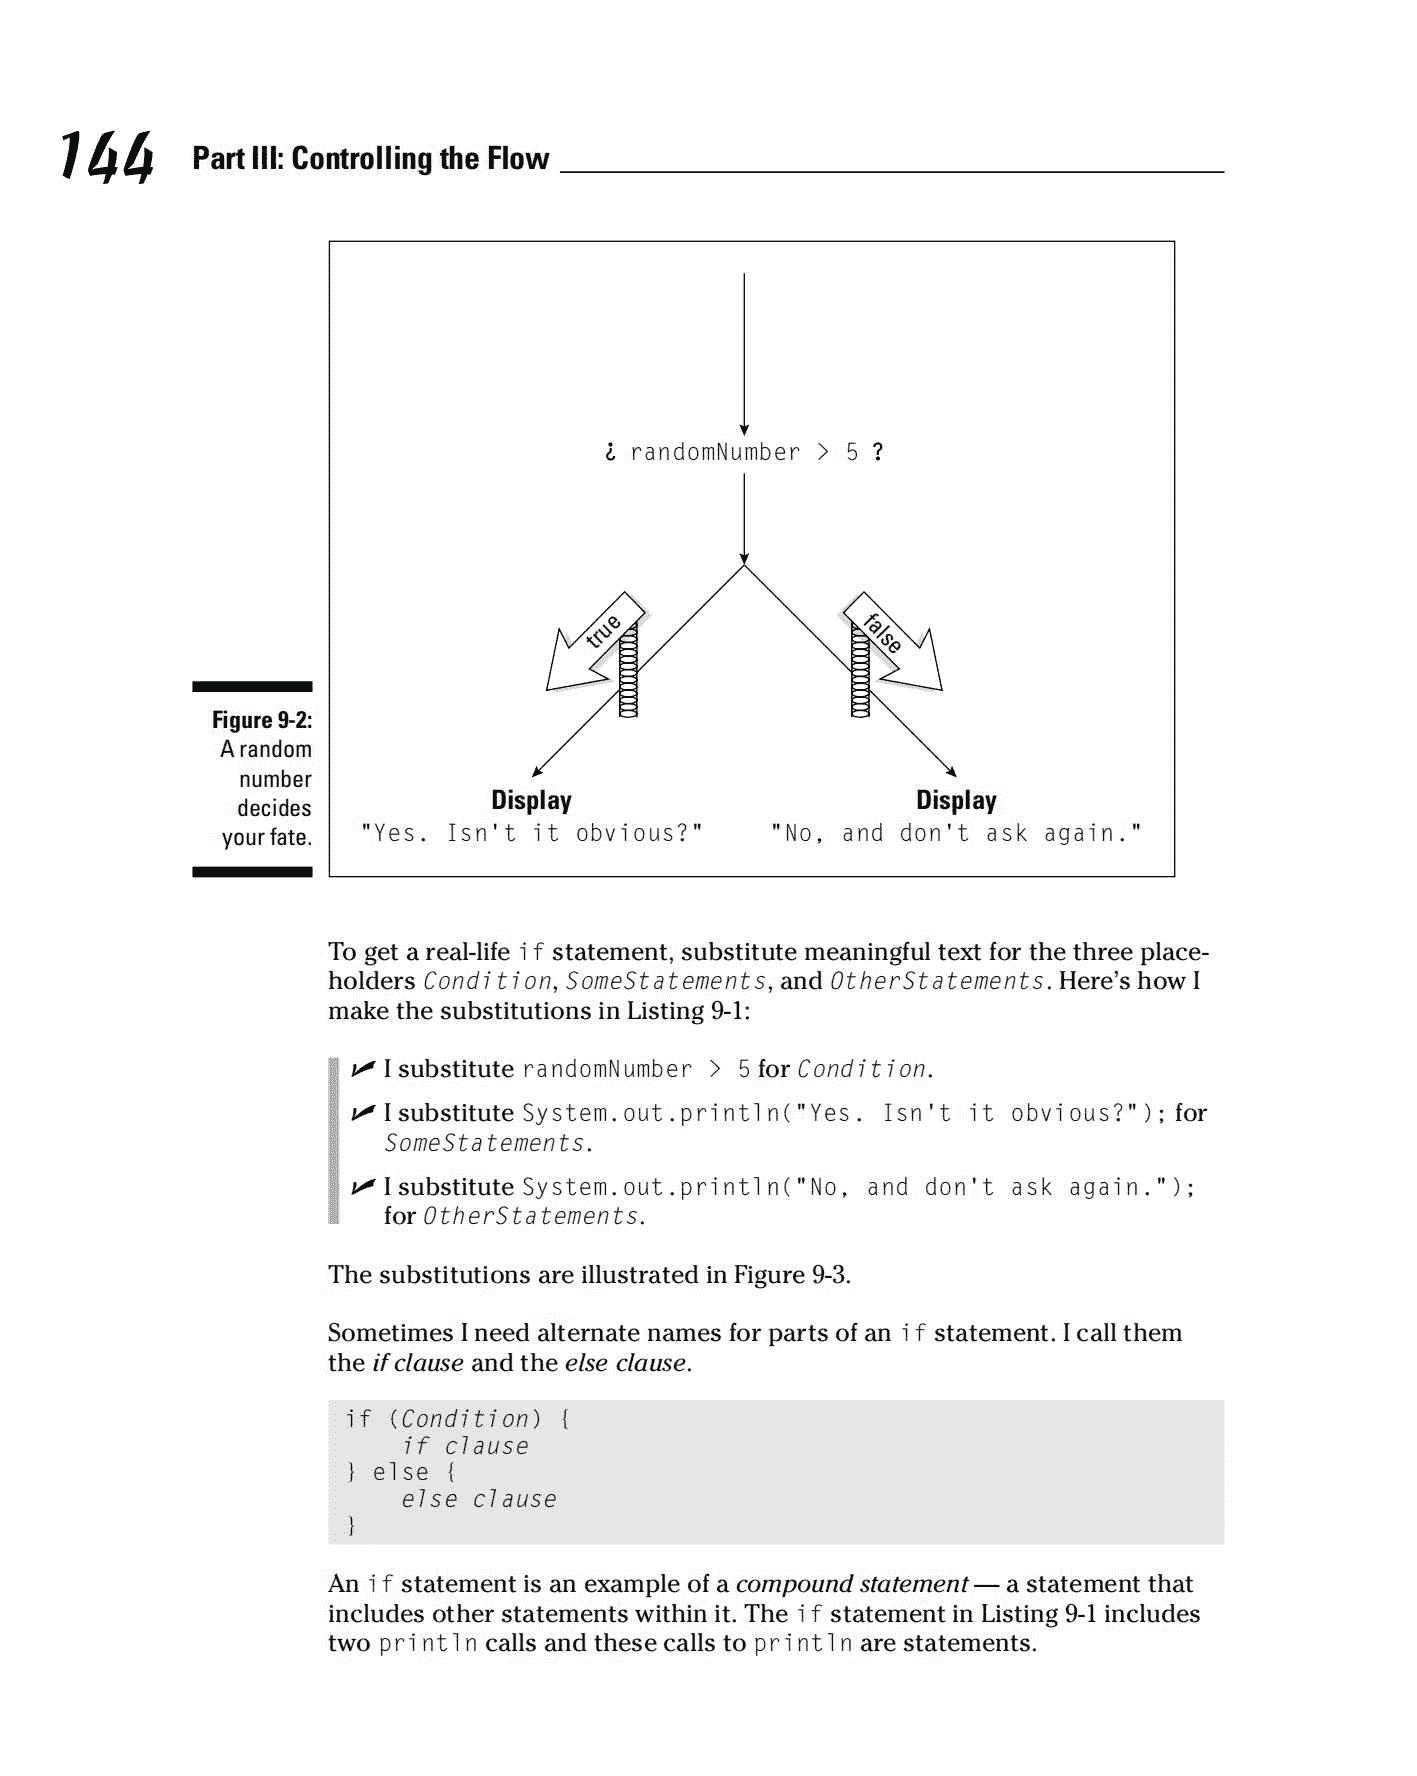 144 Part III: Controlling the Flow
¿ randomNumber > 5 ?
true
false
Display
"Yes. Isn't it obvious?"
Display
"No, and don't ask again."
Figure 9-2:
A random
number
decides
your fate.
To get a real-life if statement, substitute meaningful text for the three place-
holders Condition, SomeStatements, and OtherStatements. Here's how I
make the substitutions in Listing 9-1:
✓ I substitute randomNumber > 5 for Condition.
✓ I substitute System.out.println("Yes. Isn't it obvious?"); for
SomeStatements.
✓ I substitute System.out.println("No, and don't ask again.");
for OtherStatements.
The substitutions are illustrated in Figure 9-3.
Sometimes I need alternate names for parts of an if statement. I call them
the if clause and the else clause.
if (Condition) {
    if clause
} else {
    else clause
}
An if statement is an example of a compound statement — a statement that
includes other statements within it. The if statement in Listing 9-1 includes
two println calls and these calls to println are statements.